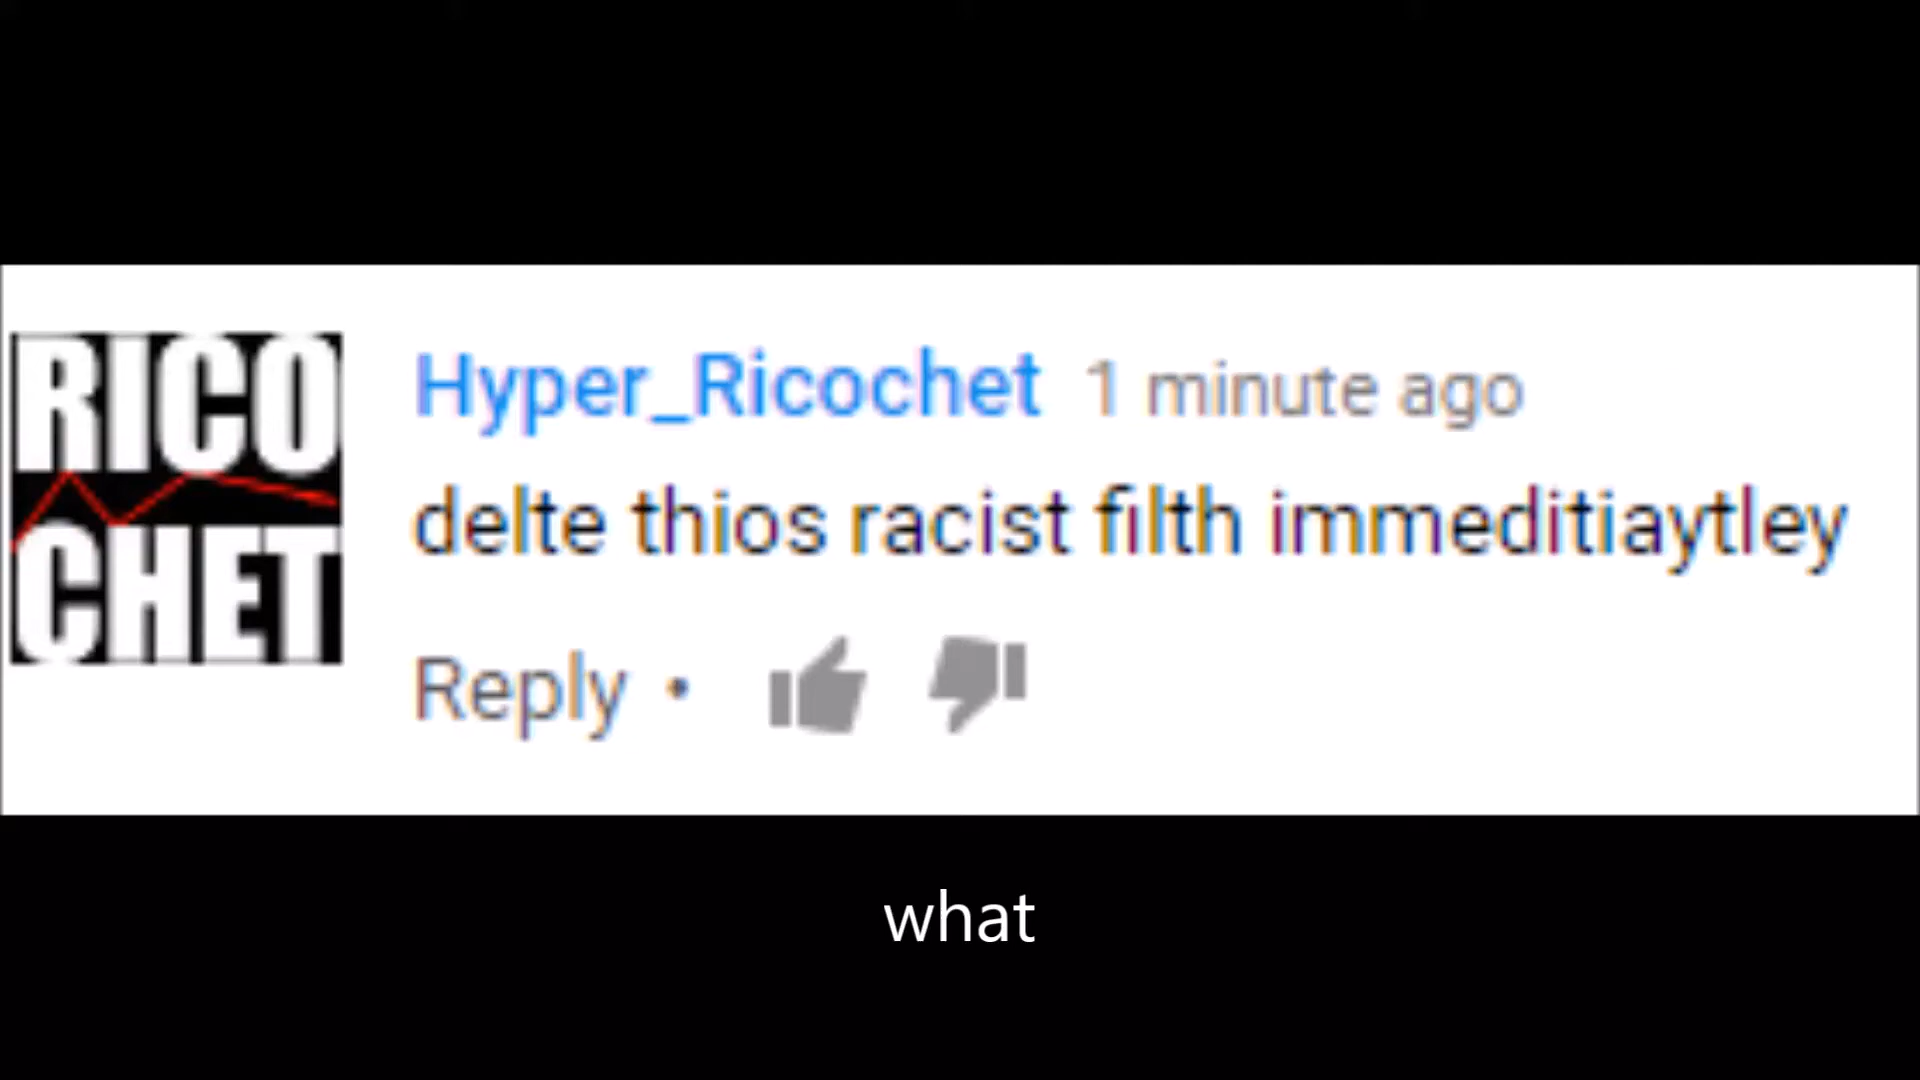 RICO
CHET
Hyper_Ricochet 1 minute ago
delte thios racist filth immeditiaytley
Reply •
what